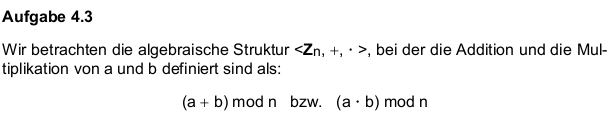 Aufgabe 4.3
Wir betrachten die algebraische Struktur <Zn, +, · >, bei der die Addition und die Mul-
tiplikation von a und b definiert sind als:
(a + b) mod n bzw. (a · b) mod n